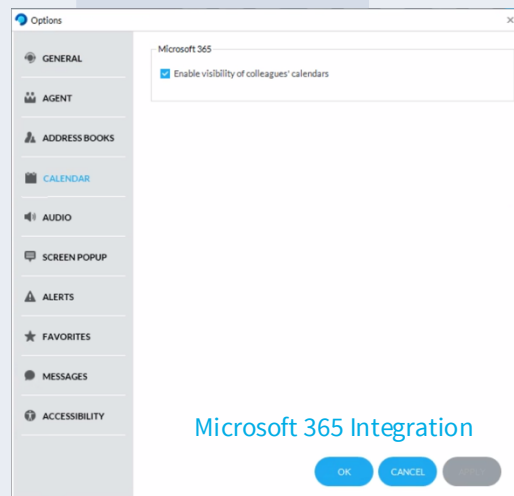 Options
Microsoft 365
Enable visibility of colleagues' calendars
GENERAL
AGENT
ADDRESS BOOKS
CALENDAR
AUDIO
SCREEN POPUP
ALERTS
FAVORITES
MESSAGES
ACCESSIBILITY
Microsoft 365 Integration
OK CANCEL